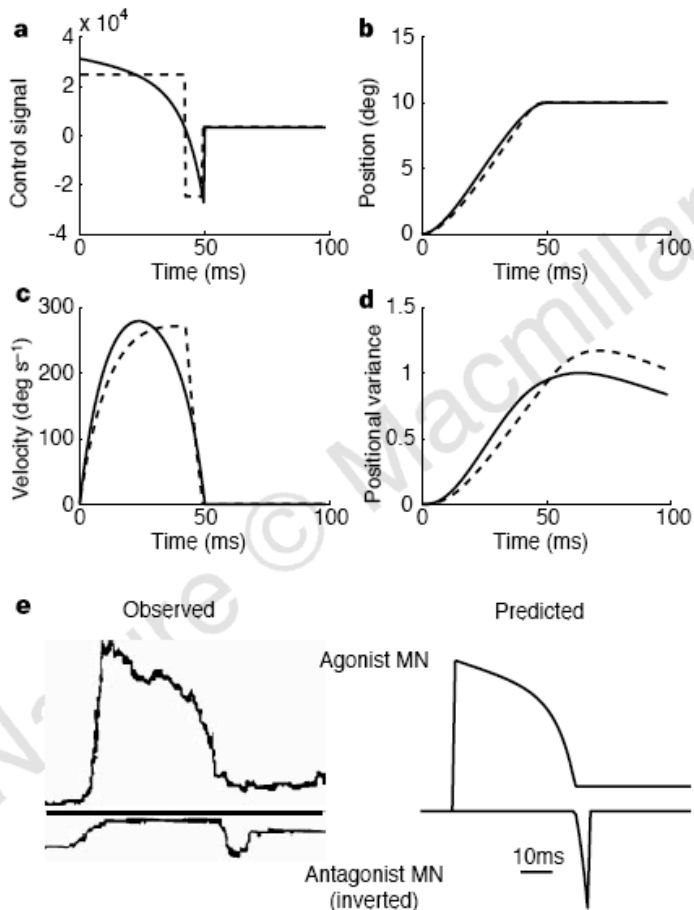 a
x 10⁴
4
2
0
-2
-4
Control signal
0
50
100
Time (ms)
b
15
10
5
0
Position (deg)
0
50
100
Time (ms)
c
300
200
100
0
Velocity (deg s⁻¹)
0
50
100
Time (ms)
d
1.5
1
0.5
0
Positional variance
0
50
100
Time (ms)
e
Observed
Predicted
Agonist MN
Antagonist MN
(inverted)
10ms
© Macmillan